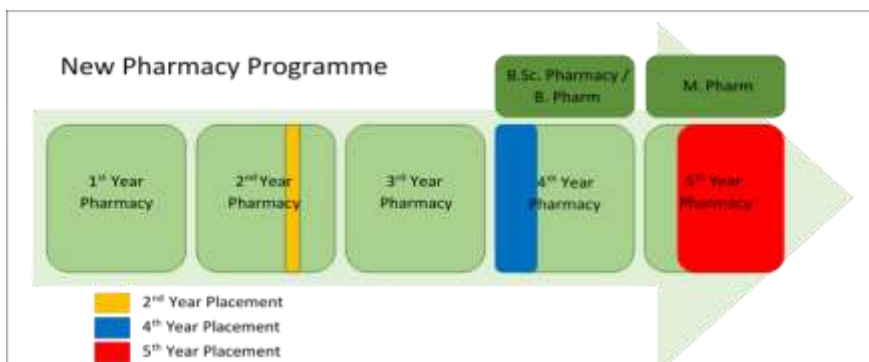 New Pharmacy Programme
B.Sc. Pharmacy /
B. Pharm
M. Pharm
1st Year
Pharmacy
2nd Year
Pharmacy
3rd Year
Pharmacy
4th Year
Pharmacy
5th Year
Pharmacy
2nd Year Placement
4th Year Placement
5th Year Placement